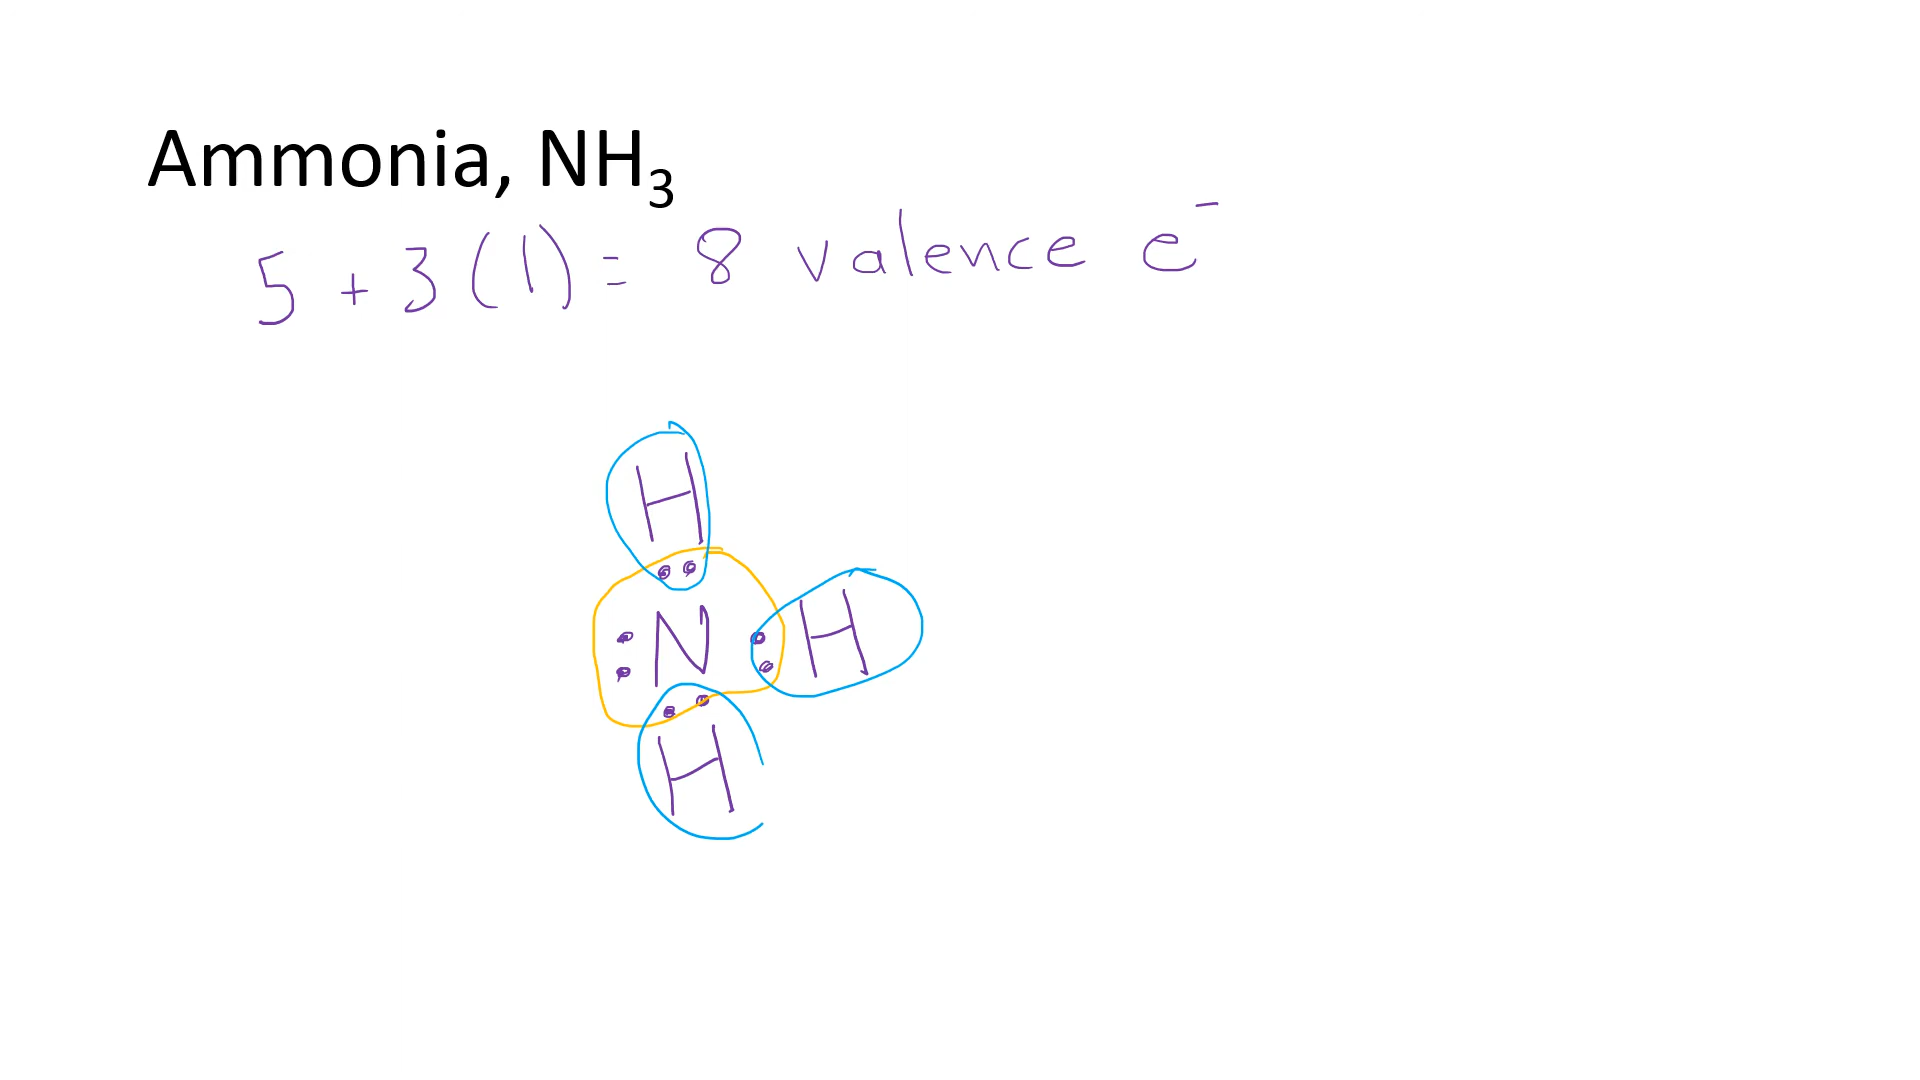 Ammonia, NH₃
5 + 3 (1) = 8 valence e⁻
H
N H
H